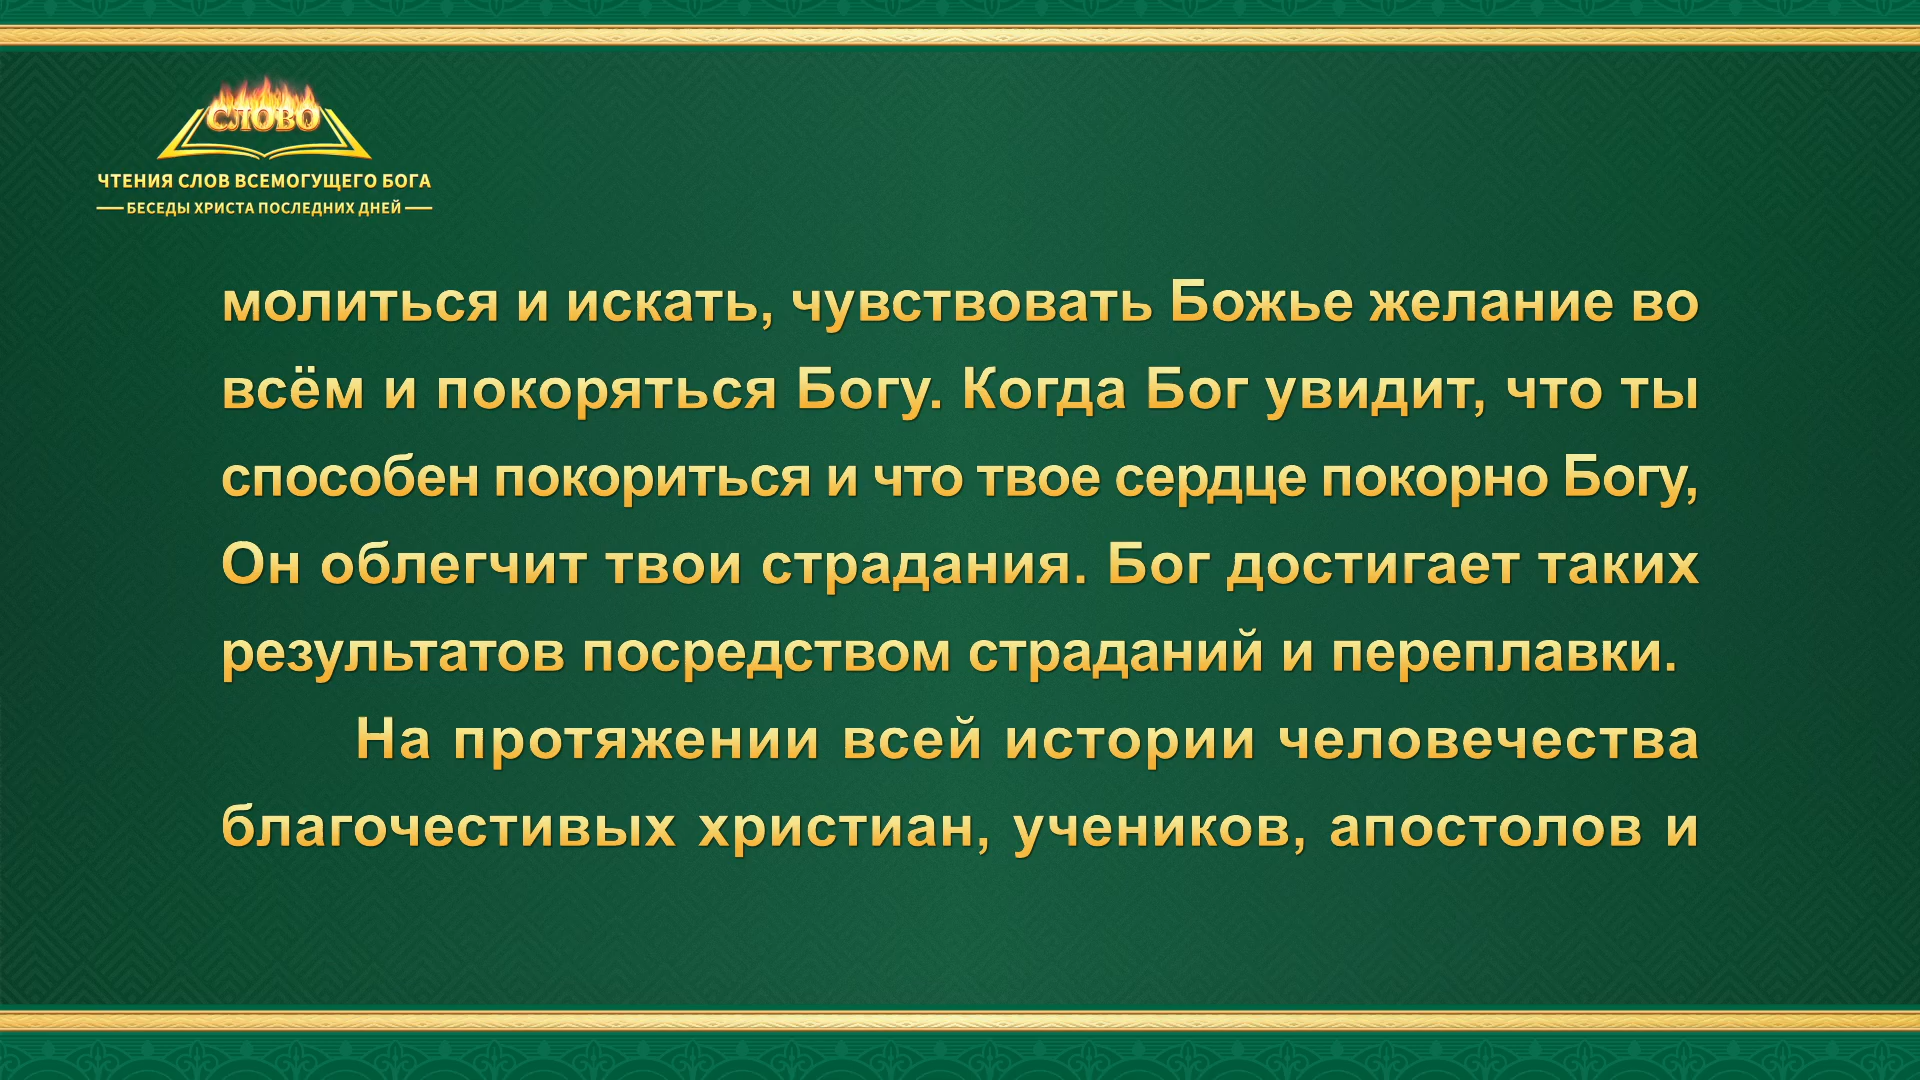 СЛОВО
ЧТЕНИЯ СЛОВ ВСЕМОГУЩЕГО БОГА
БЕСЕДЫ ХРИСТА ПОСЛЕДНИХ ДНЕЙ
молиться и искать, чувствовать Божье желание во
всём и покоряться Богу. Когда Бог увидит, что ты
способен покориться и что твое сердце покорно Богу,
Он облегчит твои страдания. Бог достигает таких
результатов посредством страданий и переплавки.
На протяжении всей истории человечества
благочестивых христиан, учеников, апостолов и